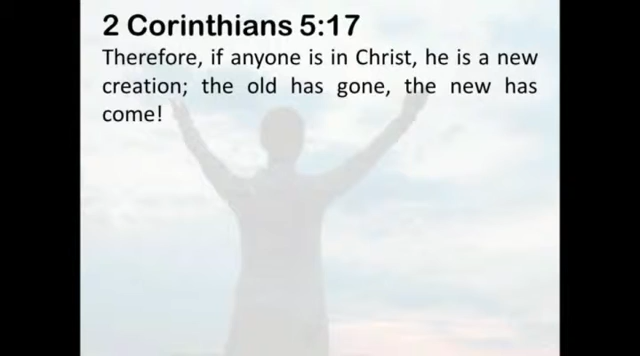 2 Corinthians 5:17
Therefore, if anyone is in Christ, he is a new
creation; the old has gone, the new has
come!